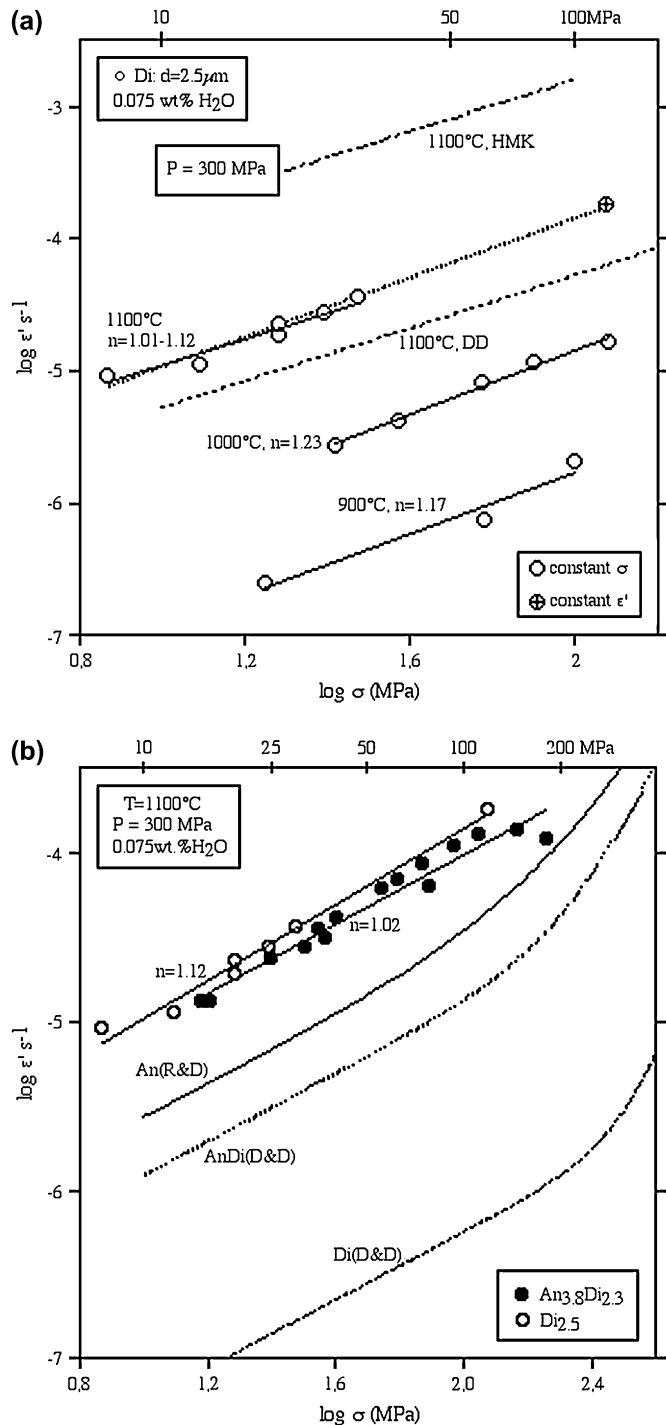 (a)
10 50 100MPa
Di: d=2.5μm
0.075 wt% H2O
-3
1100°C, HMK
P = 300 MPa
-4
1100°C
n=1.01-1.12
log ε' s-1
-5
1100°C, DD
1000°C, n=1.23
-6
900°C, n=1.17
constant σ
constant ε'
-7
0,8 1,2 1,6 2
log σ (MPa)
(b)
10 25 50 100 200 MPa
T=1100°C
P = 300 MPa
0.075wt.%H2O
-4
n=1.02
n=1.12
-5
log ε' s-1
An(R&D)
AnDi(D&D)
-6
Di(D&D)
An3.8Di2.3
Di2.5
-7
0,8 1,2 1,6 2,0 2,4
log σ (MPa)